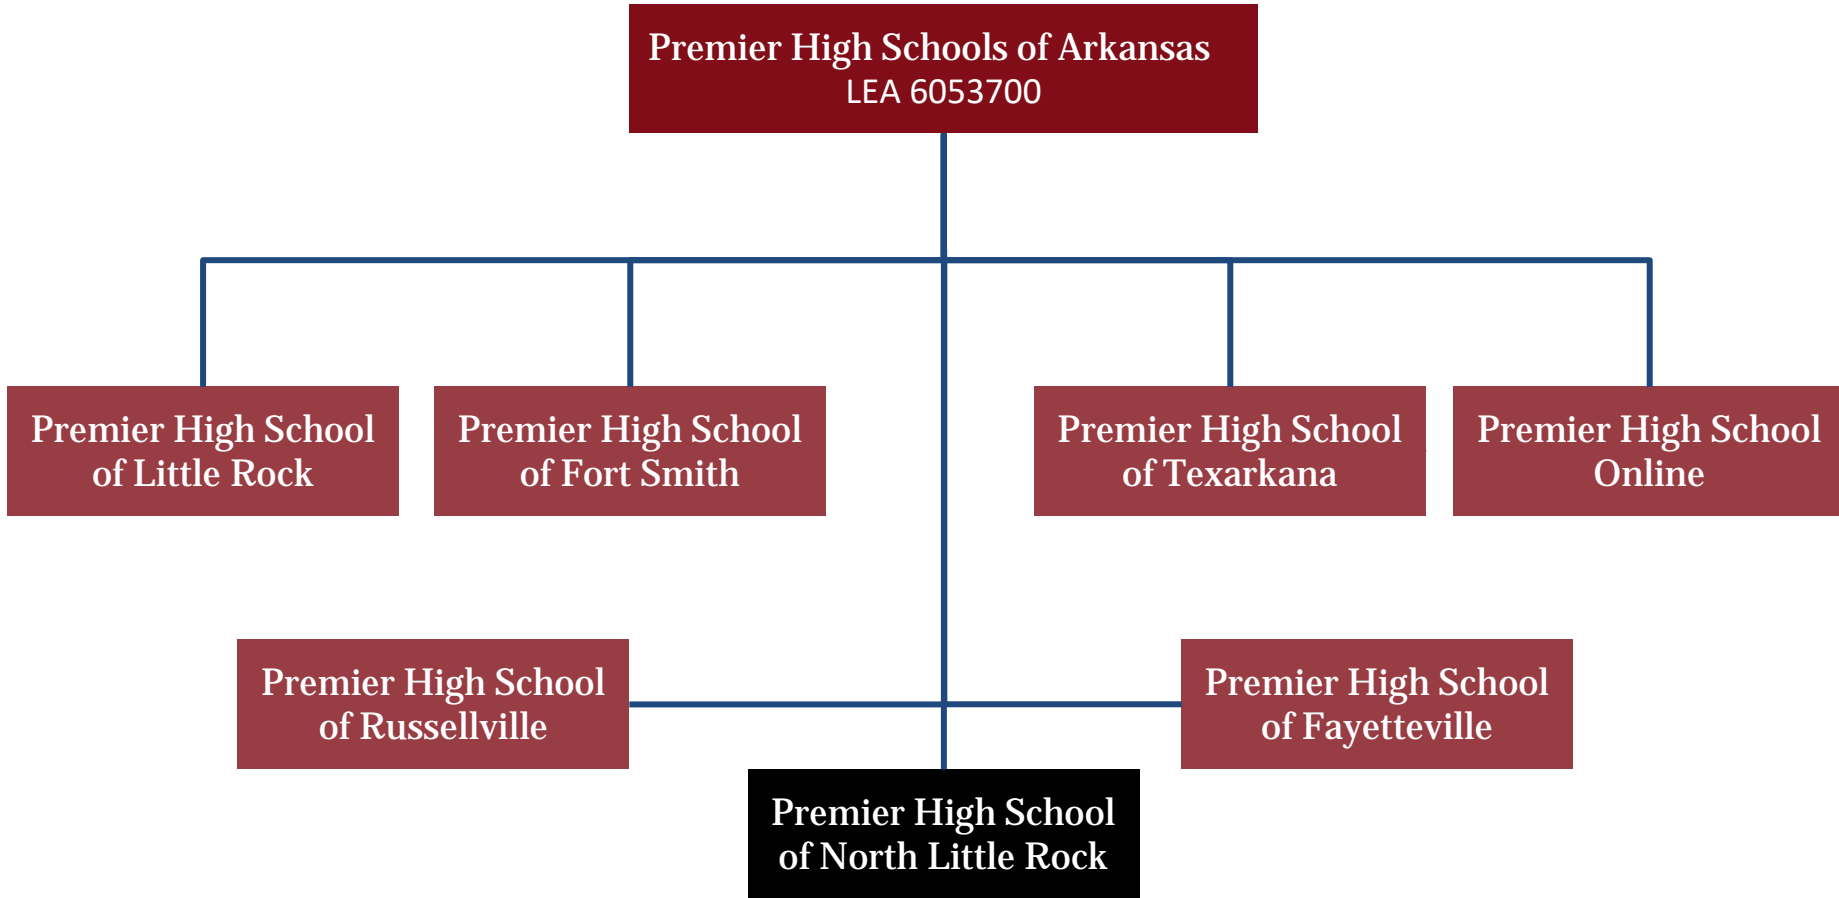 Premier High Schools of Arkansas
LEA 6053700
Premier High School
of Little Rock
Premier High School
of Fort Smith
Premier High School
of Texarkana
Premier High School
Online
Premier High School
of Russellville
Premier High School
of Fayetteville
Premier High School
of North Little Rock